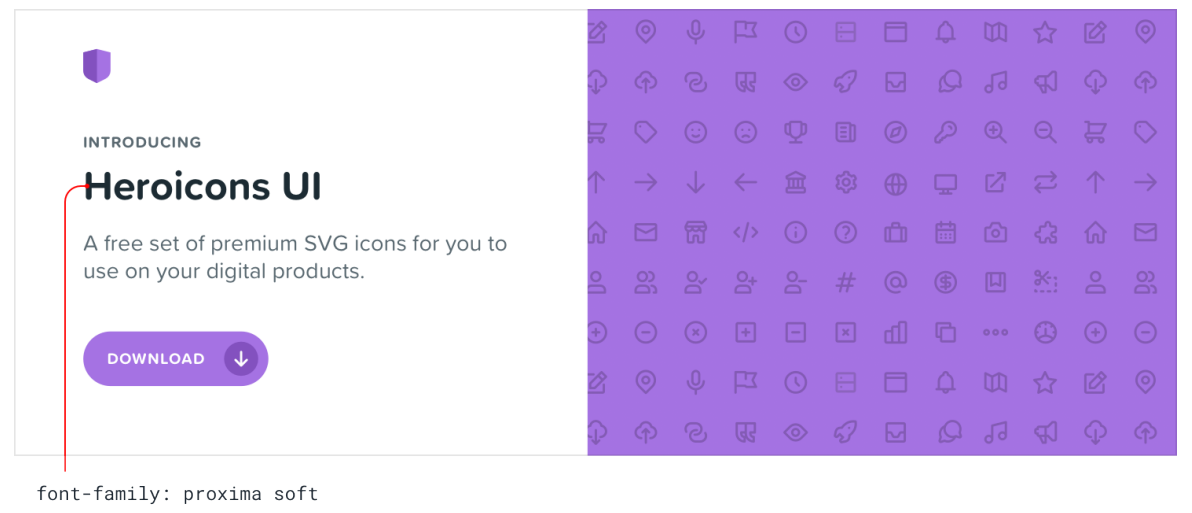 INTRODUCING
Heroicons UI
A free set of premium SVG icons for you to
use on your digital products.
DOWNLOAD
font-family: proxima soft